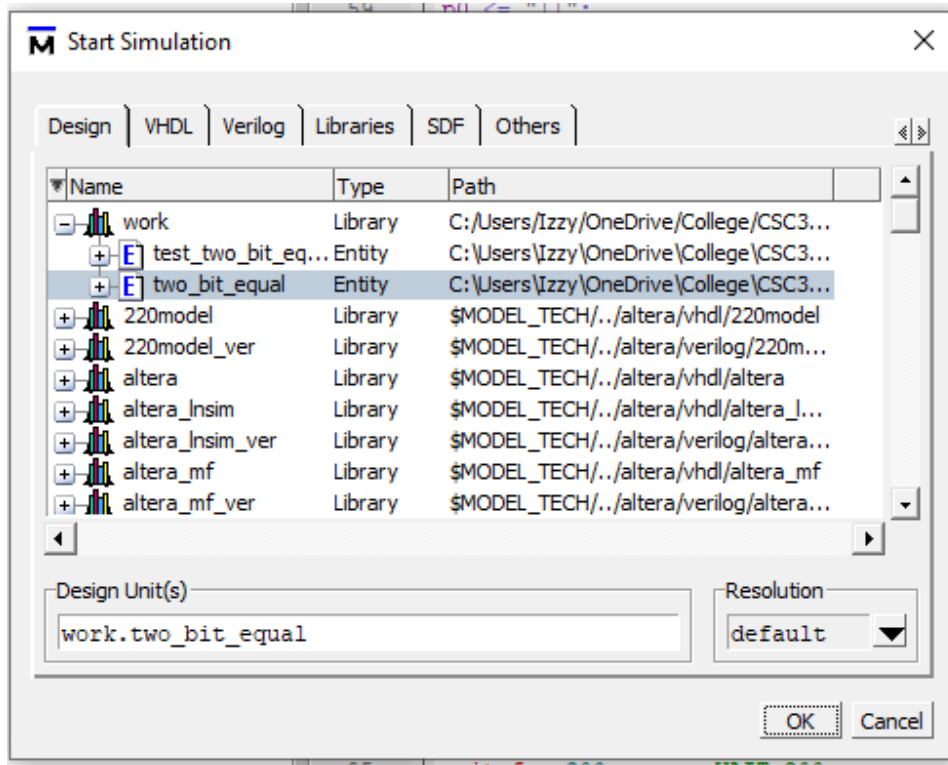 Start Simulation
Design VHDL Verilog Libraries SDF Others
Name Type Path
work Library C:/Users/Izzy/OneDrive/College/CSC3...
test_two_bit_eq... Entity C:\Users\Izzy\OneDrive\College\CSC3...
two_bit_equal Entity C:\Users\Izzy\OneDrive\College\CSC3...
220model Library $MODEL_TECH/../altera/vhdl/220model
220model_ver Library $MODEL_TECH/../altera/verilog/220m...
altera Library $MODEL_TECH/../altera/vhdl/altera
altera_lnsim Library $MODEL_TECH/../altera/vhdl/altera_l...
altera_lnsim_ver Library $MODEL_TECH/../altera/verilog/altera...
altera_mf Library $MODEL_TECH/../altera/vhdl/altera_mf
altera_mf_ver Library $MODEL_TECH/../altera/verilog/altera...
Design Unit(s) Resolution
work.two_bit_equal default
OK Cancel